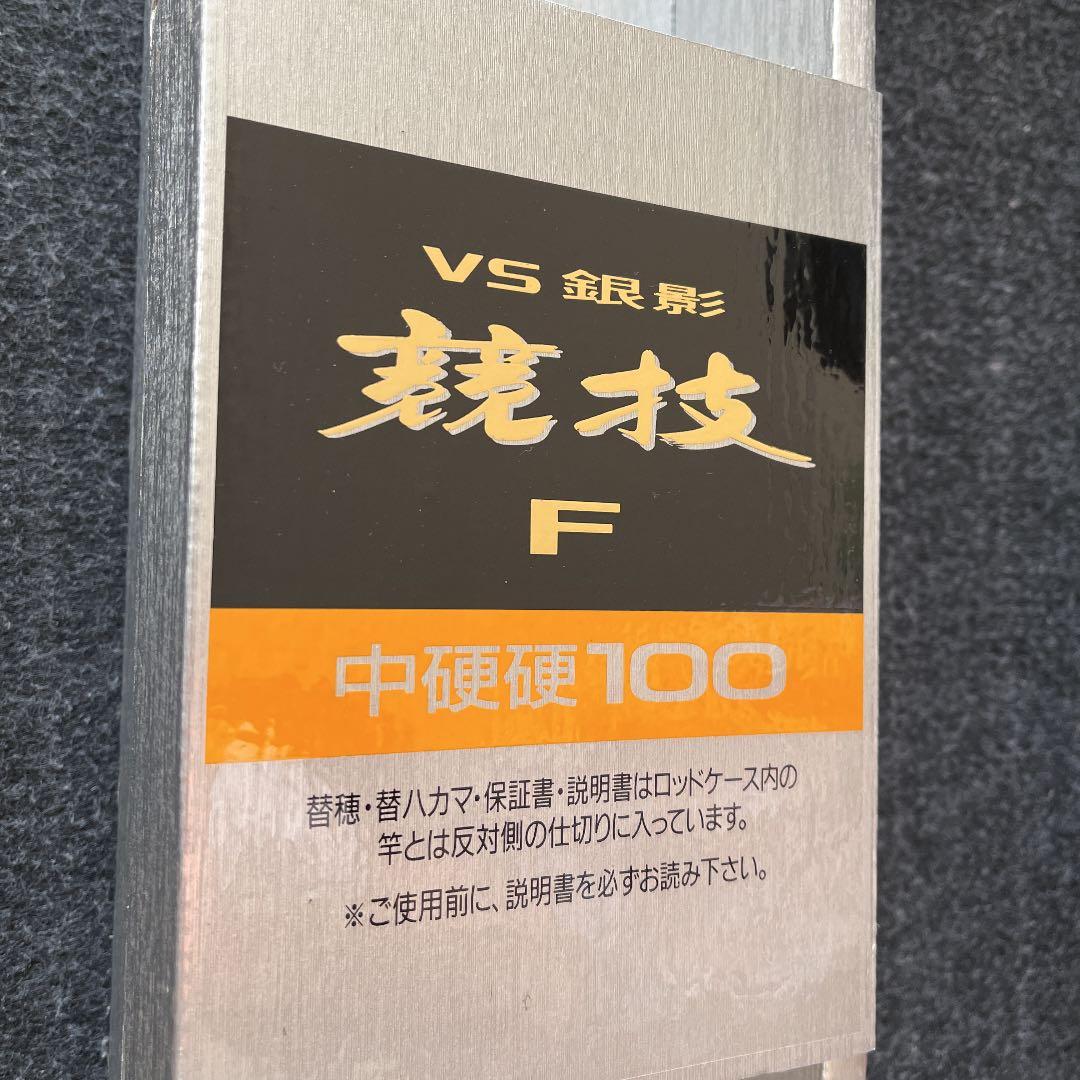 VS 銀影
競技
F
中硬硬100
替穂・替ハカマ・保証書・説明書はロッドケース内の
竿とは反対側の仕切りに入っています。
※ご使用前に、説明書を必ずお読み下さい。